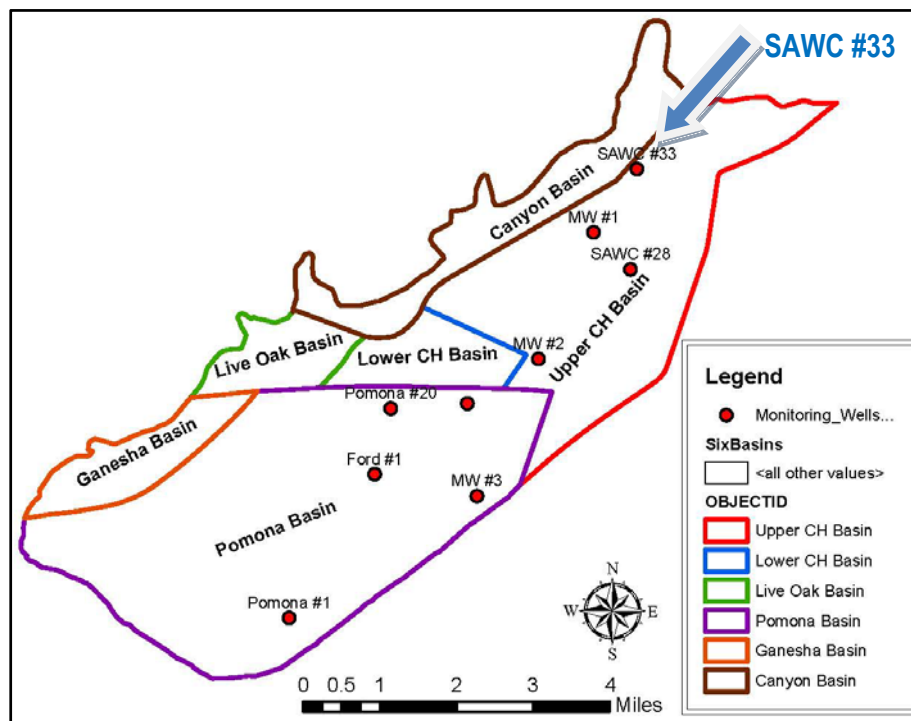 SAWC #33
SAWC #33
Canyon Basin
MW #1
SAWC #28
Upper CH Basin
MW #2
Live Oak Basin
Lower CH Basin
Pomona #20
Ganesha Basin
Ford #1
MW #3
Pomona Basin
Pomona #1
N
W E
S
0 0.5 1 2 3 4
Miles
Legend
Monitoring_Wells...
SixBasins
<all other values>
OBJECTID
Upper CH Basin
Lower CH Basin
Live Oak Basin
Pomona Basin
Ganesha Basin
Canyon Basin